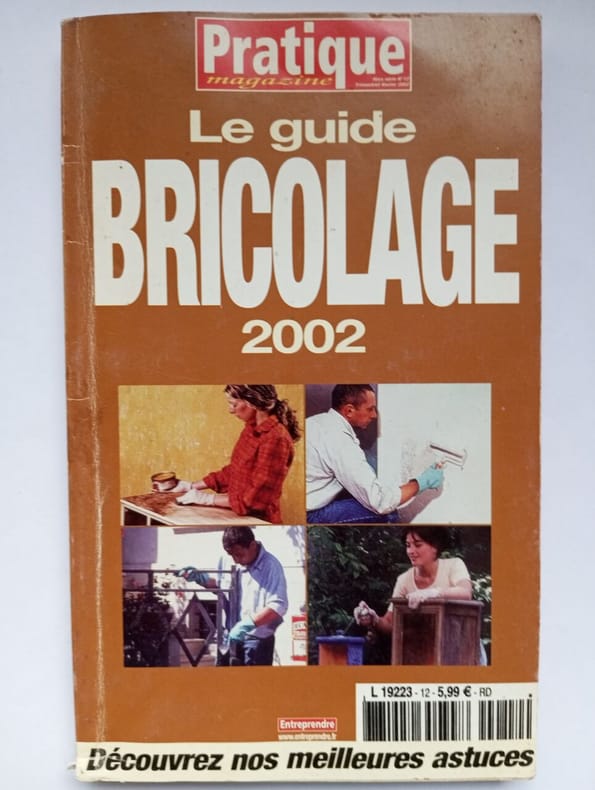 Pratique
magazine
Le guide
BRICOLAGE
2002
L 19223 - 12 - 5,99 € - RD
Entreprendre
www.entreprendre.fr
Découvrez nos meilleures astuces